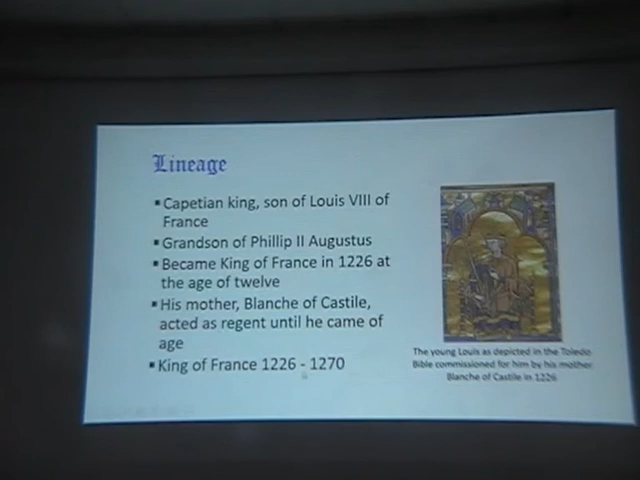 Lineage
▪ Capetian king, son of Louis VIII of
France
▪ Grandson of Phillip II Augustus
▪ Became King of France in 1226 at
the age of twelve
▪ His mother, Blanche of Castile,
acted as regent until he came of
age
▪ King of France 1226 - 1270
The young Louis as depicted in the Toledo
Bible commissioned for him by his mother
Blanche of Castile in 1226